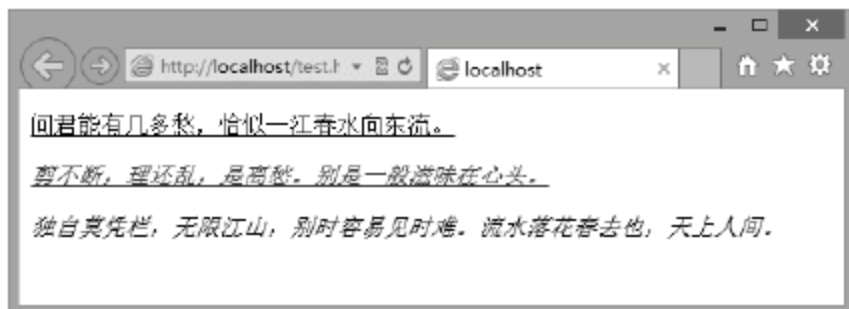 http://localhost/test.h
localhost
问君能有几多愁，恰似一江春水向东流。
剪不断，理还乱，是离愁。别是一般滋味在心头。
独自莫凭栏，无限江山，别时容易见时难。流水落花春去也，天上人间。